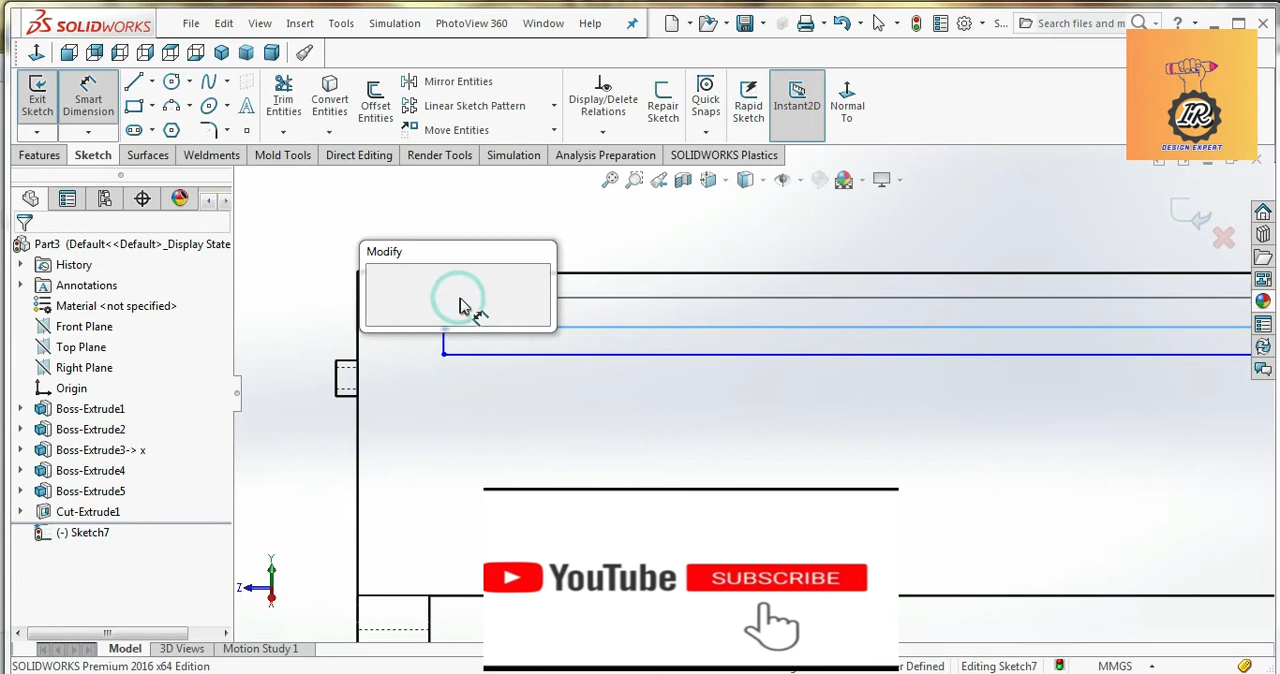 SOLIDWORKS File Edit View Insert Tools Simulation PhotoView 360 Window Help S... Search files and m ?
Exit Sketch
Smart Dimension
Trim Entities
Convert Entities
Offset Entities
Mirror Entities
Linear Sketch Pattern
Move Entities
Display/Delete Relations
Repair Sketch
Quick Snaps
Rapid Sketch
Instant2D
Normal To
IR
DESIGN EXPERT
Features Sketch Surfaces Weldments Mold Tools Direct Editing Render Tools Simulation Analysis Preparation SOLIDWORKS Plastics
Part3 (Default<<Default>_Display State
History
Annotations
Material <not specified>
Front Plane
Top Plane
Right Plane
Origin
Boss-Extrude1
Boss-Extrude2
Boss-Extrude3-> x
Boss-Extrude4
Boss-Extrude5
Cut-Extrude1
(-) Sketch7
Modify
Y
Z
X
YouTube SUBSCRIBE
Model 3D Views Motion Study 1
SOLIDWORKS Premium 2016 x64 Edition r Defined Editing Sketch7 MMGS